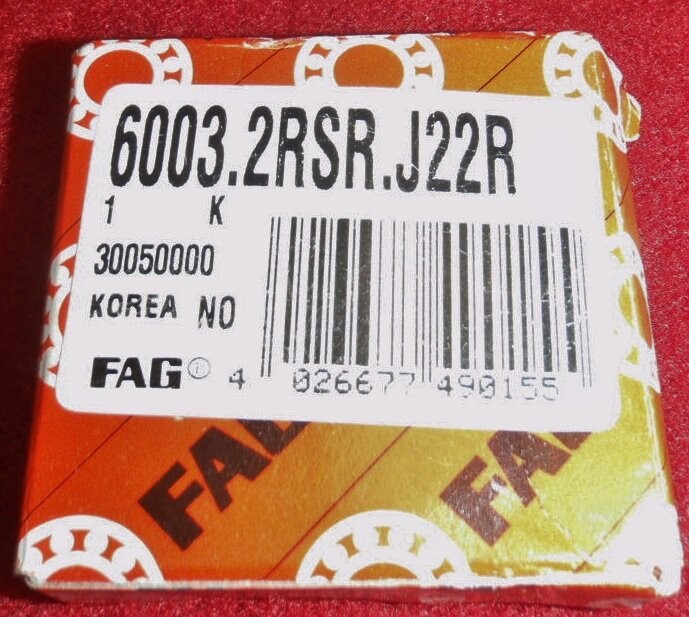 6003.2RSR.J22R
1 K
30050000
KOREA NO
FAG
4 026677 490155
FAG FAG